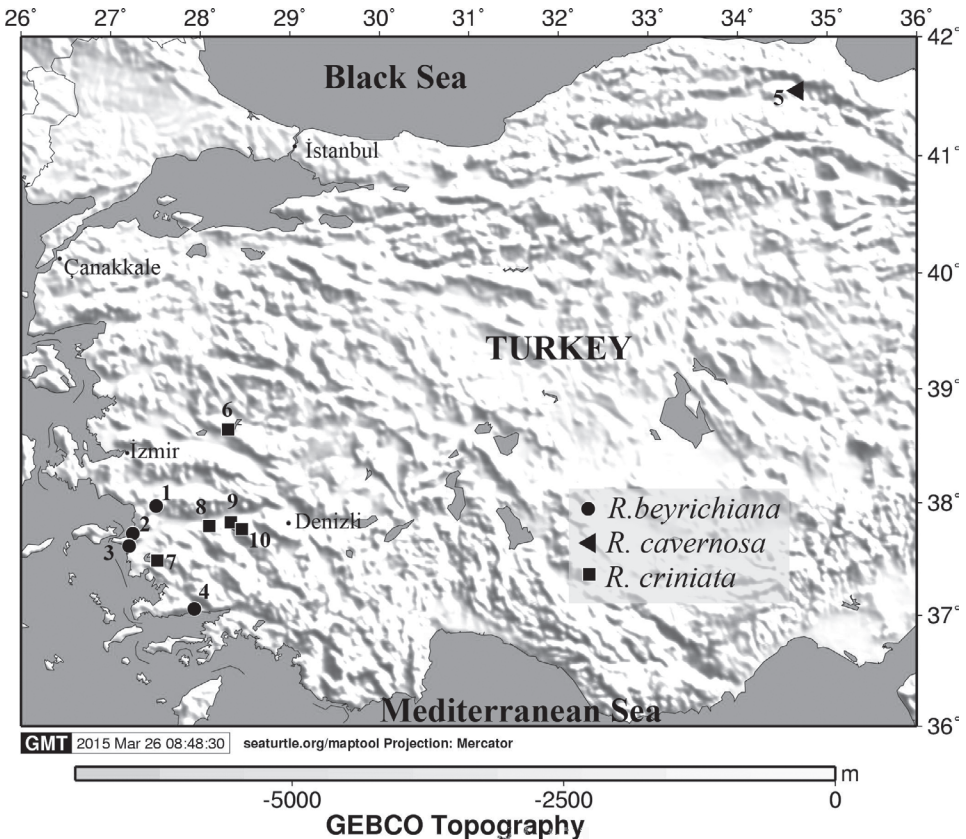 26° 27° 28° 29° 30° 31° 32° 33° 34° 35° 36°
42°
Black Sea
5
İstanbul
41°
Çanakkale
40°
TURKEY
39°
6
İzmir
38°
1
8
9
2
Denizli
10
3
7
R.beyrichiana
R. cavernosa
R. criniata
4
37°
Mediterranean Sea
36°
GMT 2015 Mar 26 08:48:30 seaturtle.org/maptool Projection: Mercator
m
-5000 -2500 0
GEBCO Topography